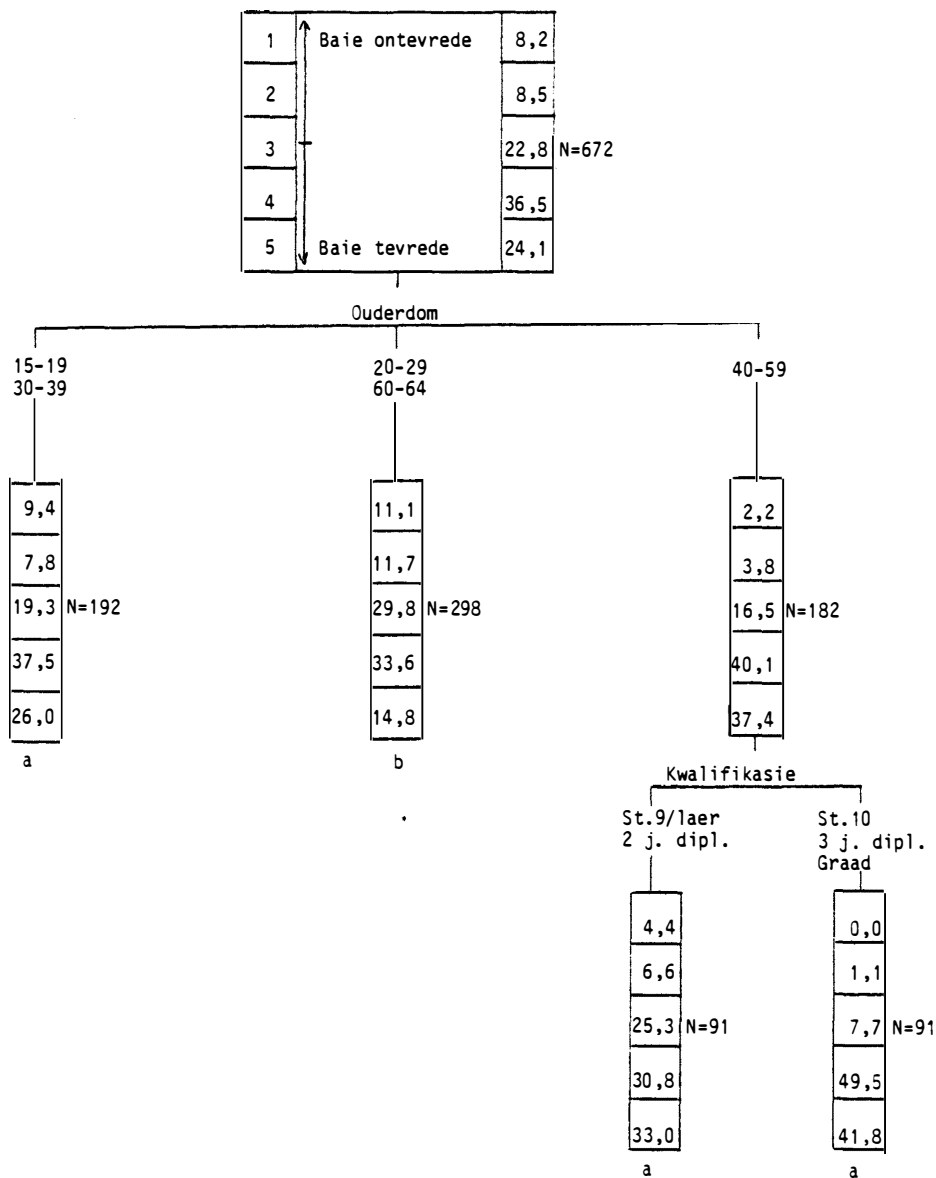 1 Baie ontevrede 8,2
2 8,5
3 22,8 N=672
4 36,5
5 Baie tevrede 24,1
Ouderdom
15-19
30-39
20-29
60-64
40-59
9,4
7,8
19,3 N=192
37,5
26,0
a
11,1
11,7
29,8 N=298
33,6
14,8
b
2,2
3,8
16,5 N=182
40,1
37,4
Kwalifikasie
St.9/laer
2 j. dipl.
St.10
3 j. dipl.
Graad
4,4
6,6
25,3 N=91
30,8
33,0
a
0,0
1,1
7,7 N=91
49,5
41,8
a